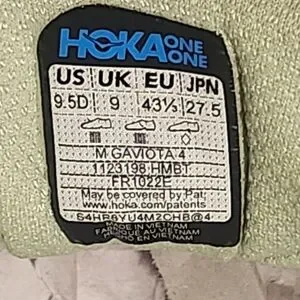 HOKA ONE ONE
US UK EU JPN
9.5D 9 43⅓ 27.5
M GAVIOTA 4
1123198 HMBT
FR1022E
May be covered by Pat.
www.hoka.com/patents
S4HR6YU4M2CHB@4
MADE IN VIETNAM
FABRIQUE AU VIETNAM
HECHO EN VIETNAM